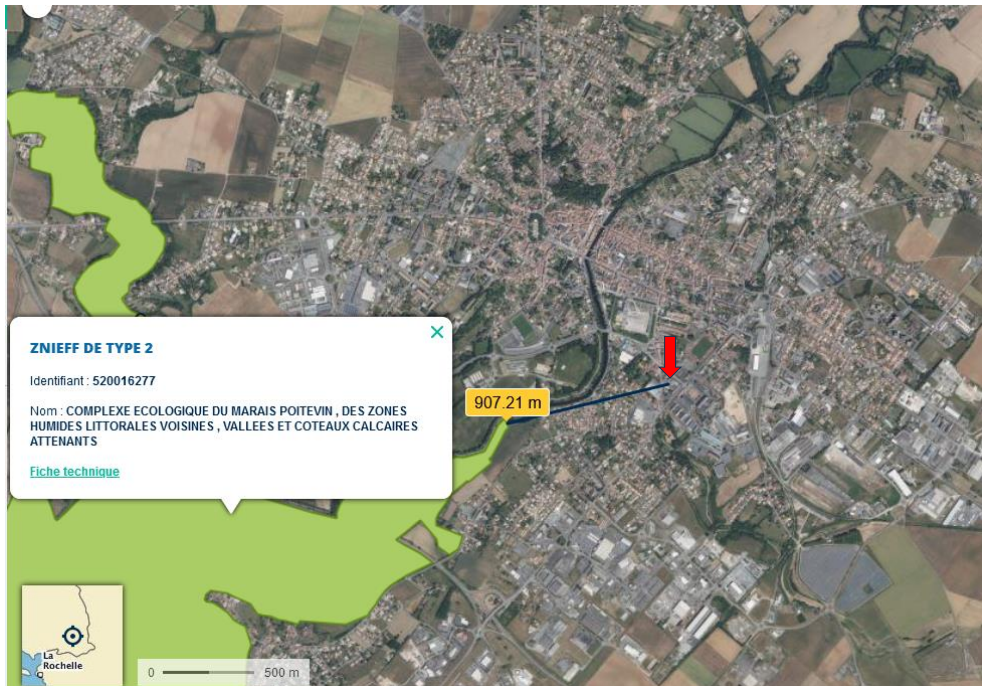 ZNIEFF DE TYPE 2
Identifiant : 520016277
Nom : COMPLEXE ECOLOGIQUE DU MARAIS POITEVIN , DES ZONES
HUMIDES LITTORALES VOISINES , VALLEES ET COTEAUX CALCAIRES
ATTENANTS
Fiche technique
907.21 m
La
Rochelle
0 500 m